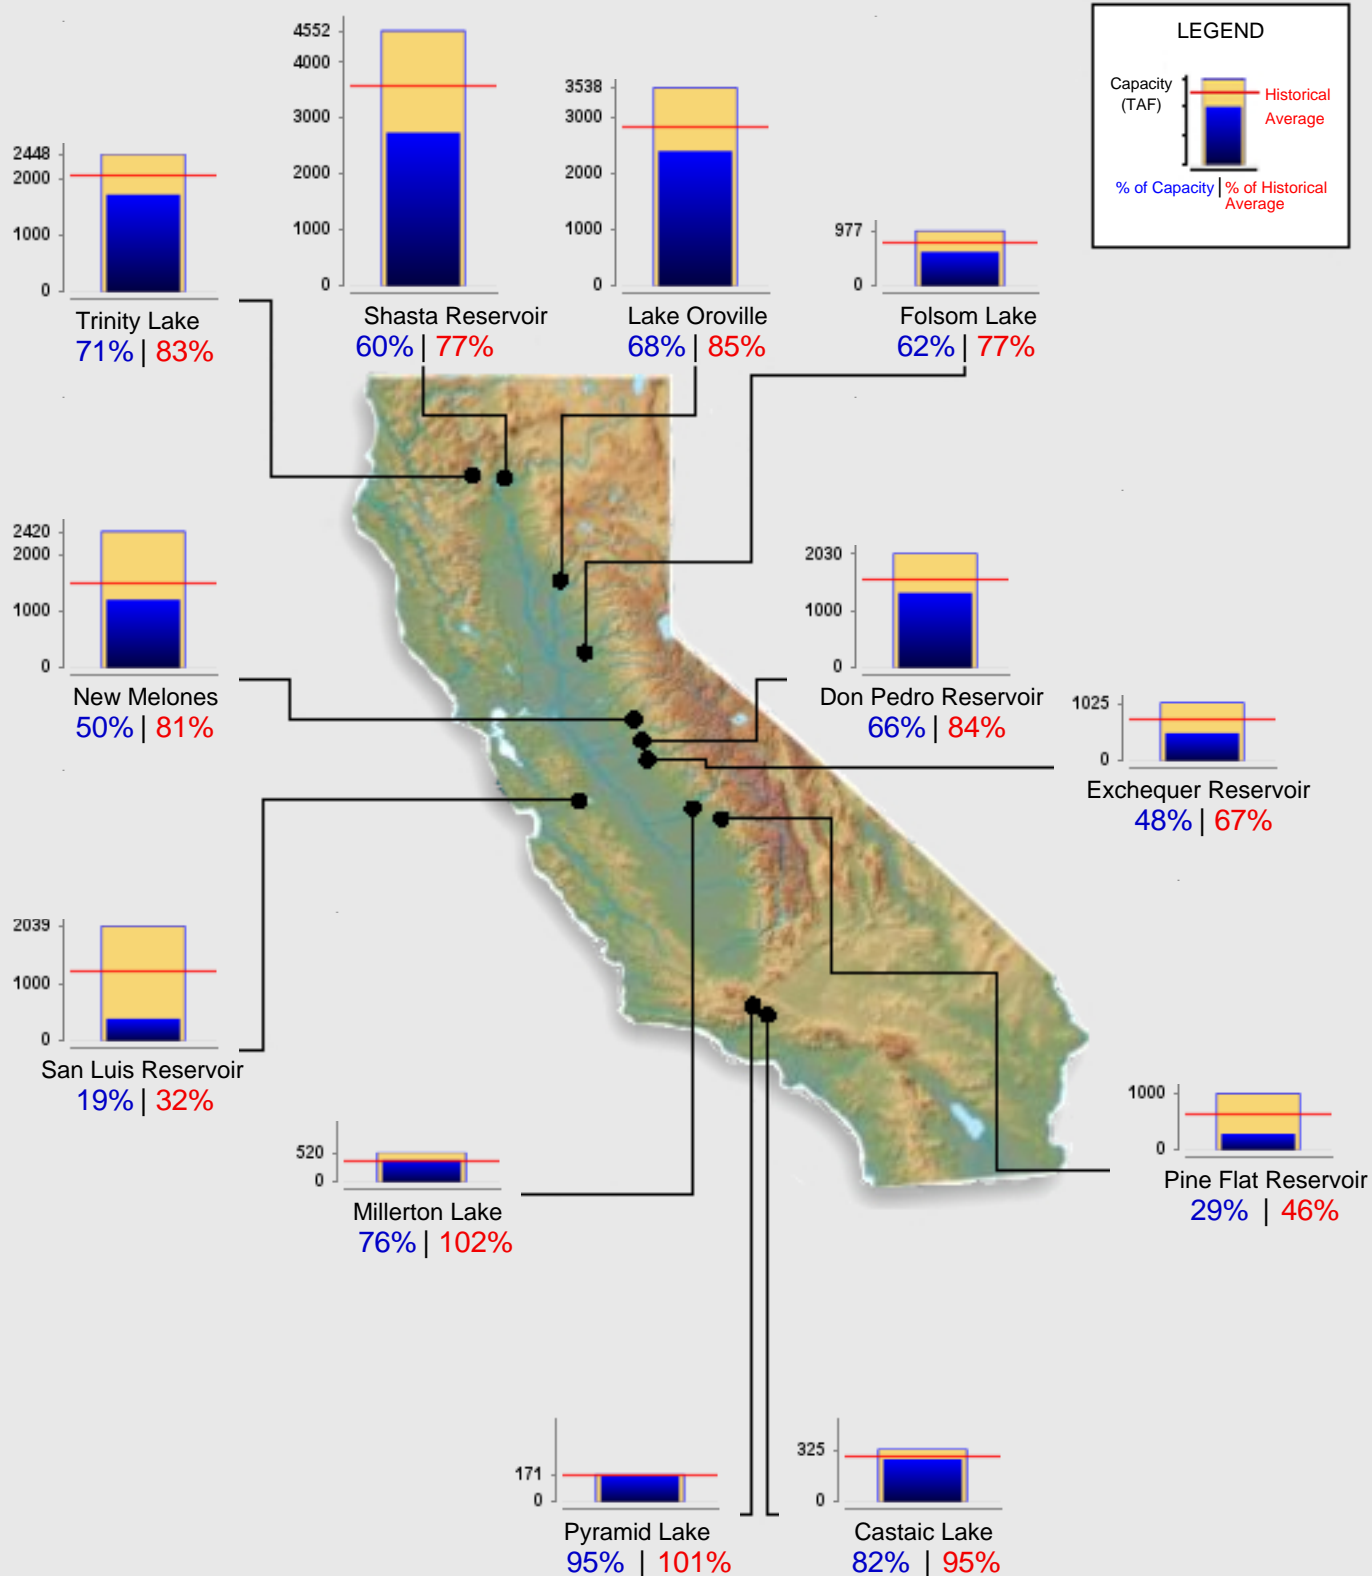 LEGEND
Capacity
(TAF)
Historical
Average
% of Capacity | % of Historical
Average
4552
4000
3000
2000
1000
0
Shasta Reservoir
60% | 77%
3538
3000
2000
1000
0
Lake Oroville
68% | 85%
2448
2000
1000
0
Trinity Lake
71% | 83%
977
0
Folsom Lake
62% | 77%
2420
2000
1000
0
New Melones
50% | 81%
2030
1000
0
Don Pedro Reservoir
66% | 84%
1025
0
Exchequer Reservoir
48% | 67%
2039
1000
0
San Luis Reservoir
19% | 32%
520
0
Millerton Lake
76% | 102%
1000
0
Pine Flat Reservoir
29% | 46%
171
0
Pyramid Lake
95% | 101%
325
0
Castaic Lake
82% | 95%